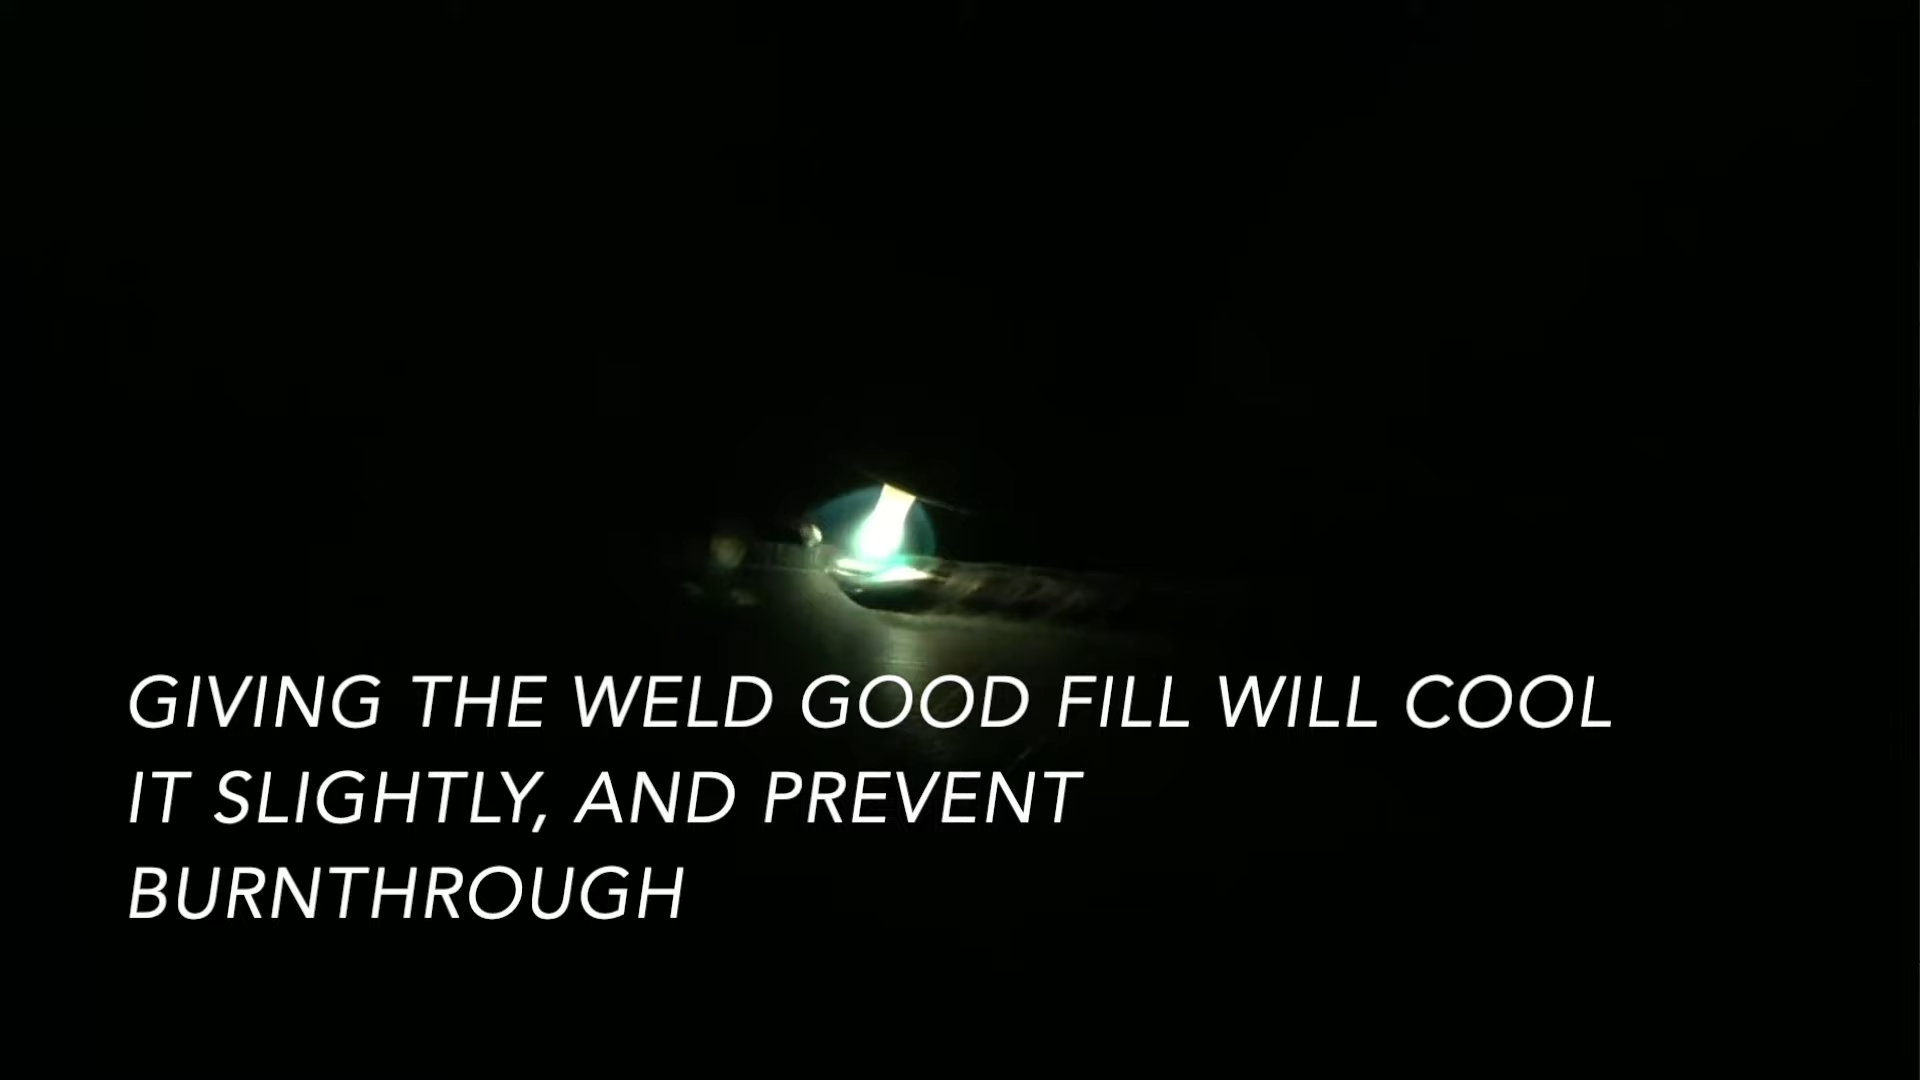 GIVING THE WELD GOOD FILL WILL COOL
IT SLIGHTLY, AND PREVENT
BURNTHROUGH